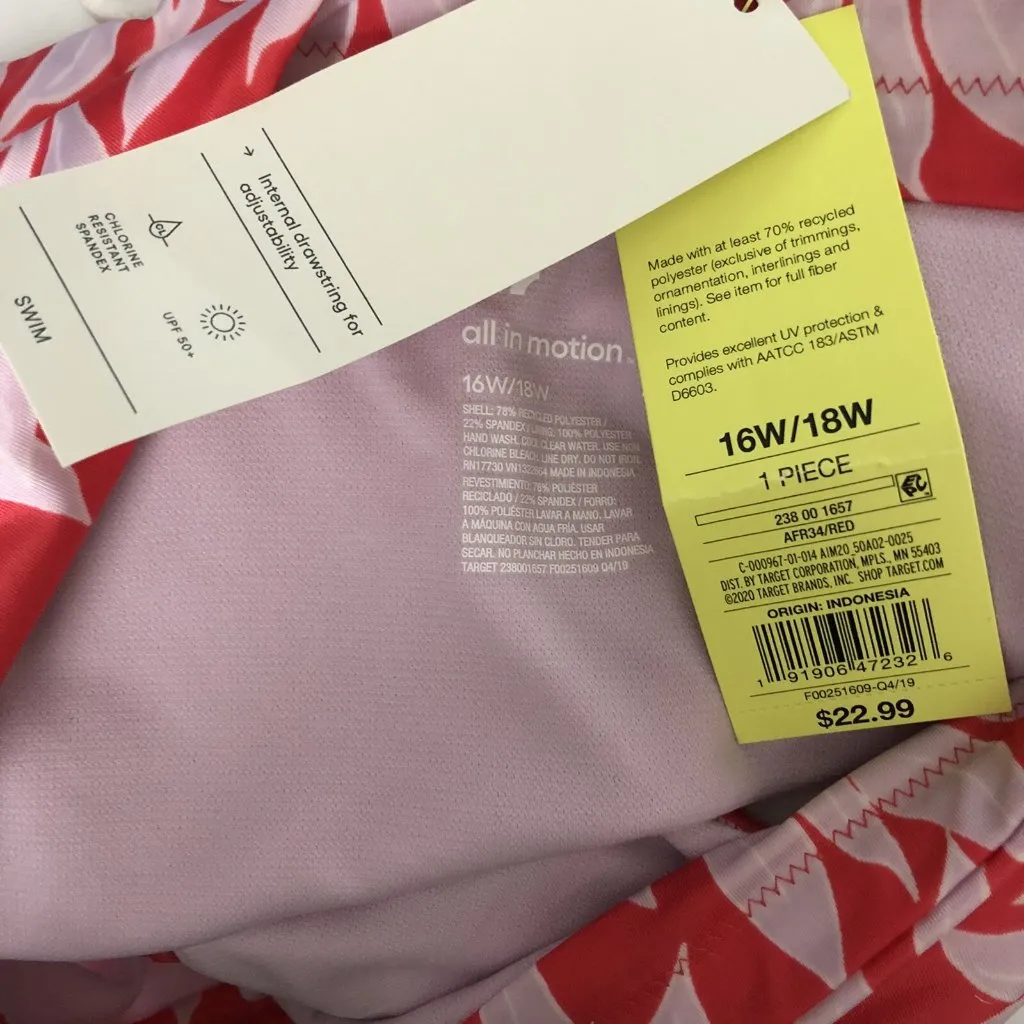 SWIM
CHLORINE
RESISTANT
SPANDEX
CL
UPF 50+
→ Internal drawstring for
adjustability
all in motion™
16W/18W
SHELL: 78% RECYCLED POLYESTER /
22% SPANDEX / LINING: 100% POLYESTER
HAND WASH. COOL CLEAR WATER. USE NON
CHLORINE BLEACH. LINE DRY. DO NOT IRON
RN17730 MADE IN INDONESIA
REVESTIMIENTO: 78% POLIÉSTER
RECICLADO / 22% SPANDEX / FORRO:
100% POLIÉSTER LAVAR A MANO. LAVAR
A MÁQUINA CON AGUA FRÍA. USAR
BLANQUEADOR SIN CLORO. TENDER PARA
SECAR. NO PLANCHAR HECHO EN INDONESIA
TARGET 238001657 F00251609 Q4/19
Made with at least 70% recycled
polyester (exclusive of trimmings,
ornamentation, interlinings and
linings). See item for full fiber
content.
Provides excellent UV protection &
complies with AATCC 183/ASTM
D6603.
16W/18W
1 PIECE
238 00 1657
AFR34/RED
C-000967-01-014 AIM20_50A02-0025
DIST. BY TARGET CORPORATION, MPLS., MN 55403
©2020 TARGET BRANDS, INC. SHOP TARGET.COM
ORIGIN: INDONESIA
1 91906 47232 6
F00251609-Q4/19
$22.99